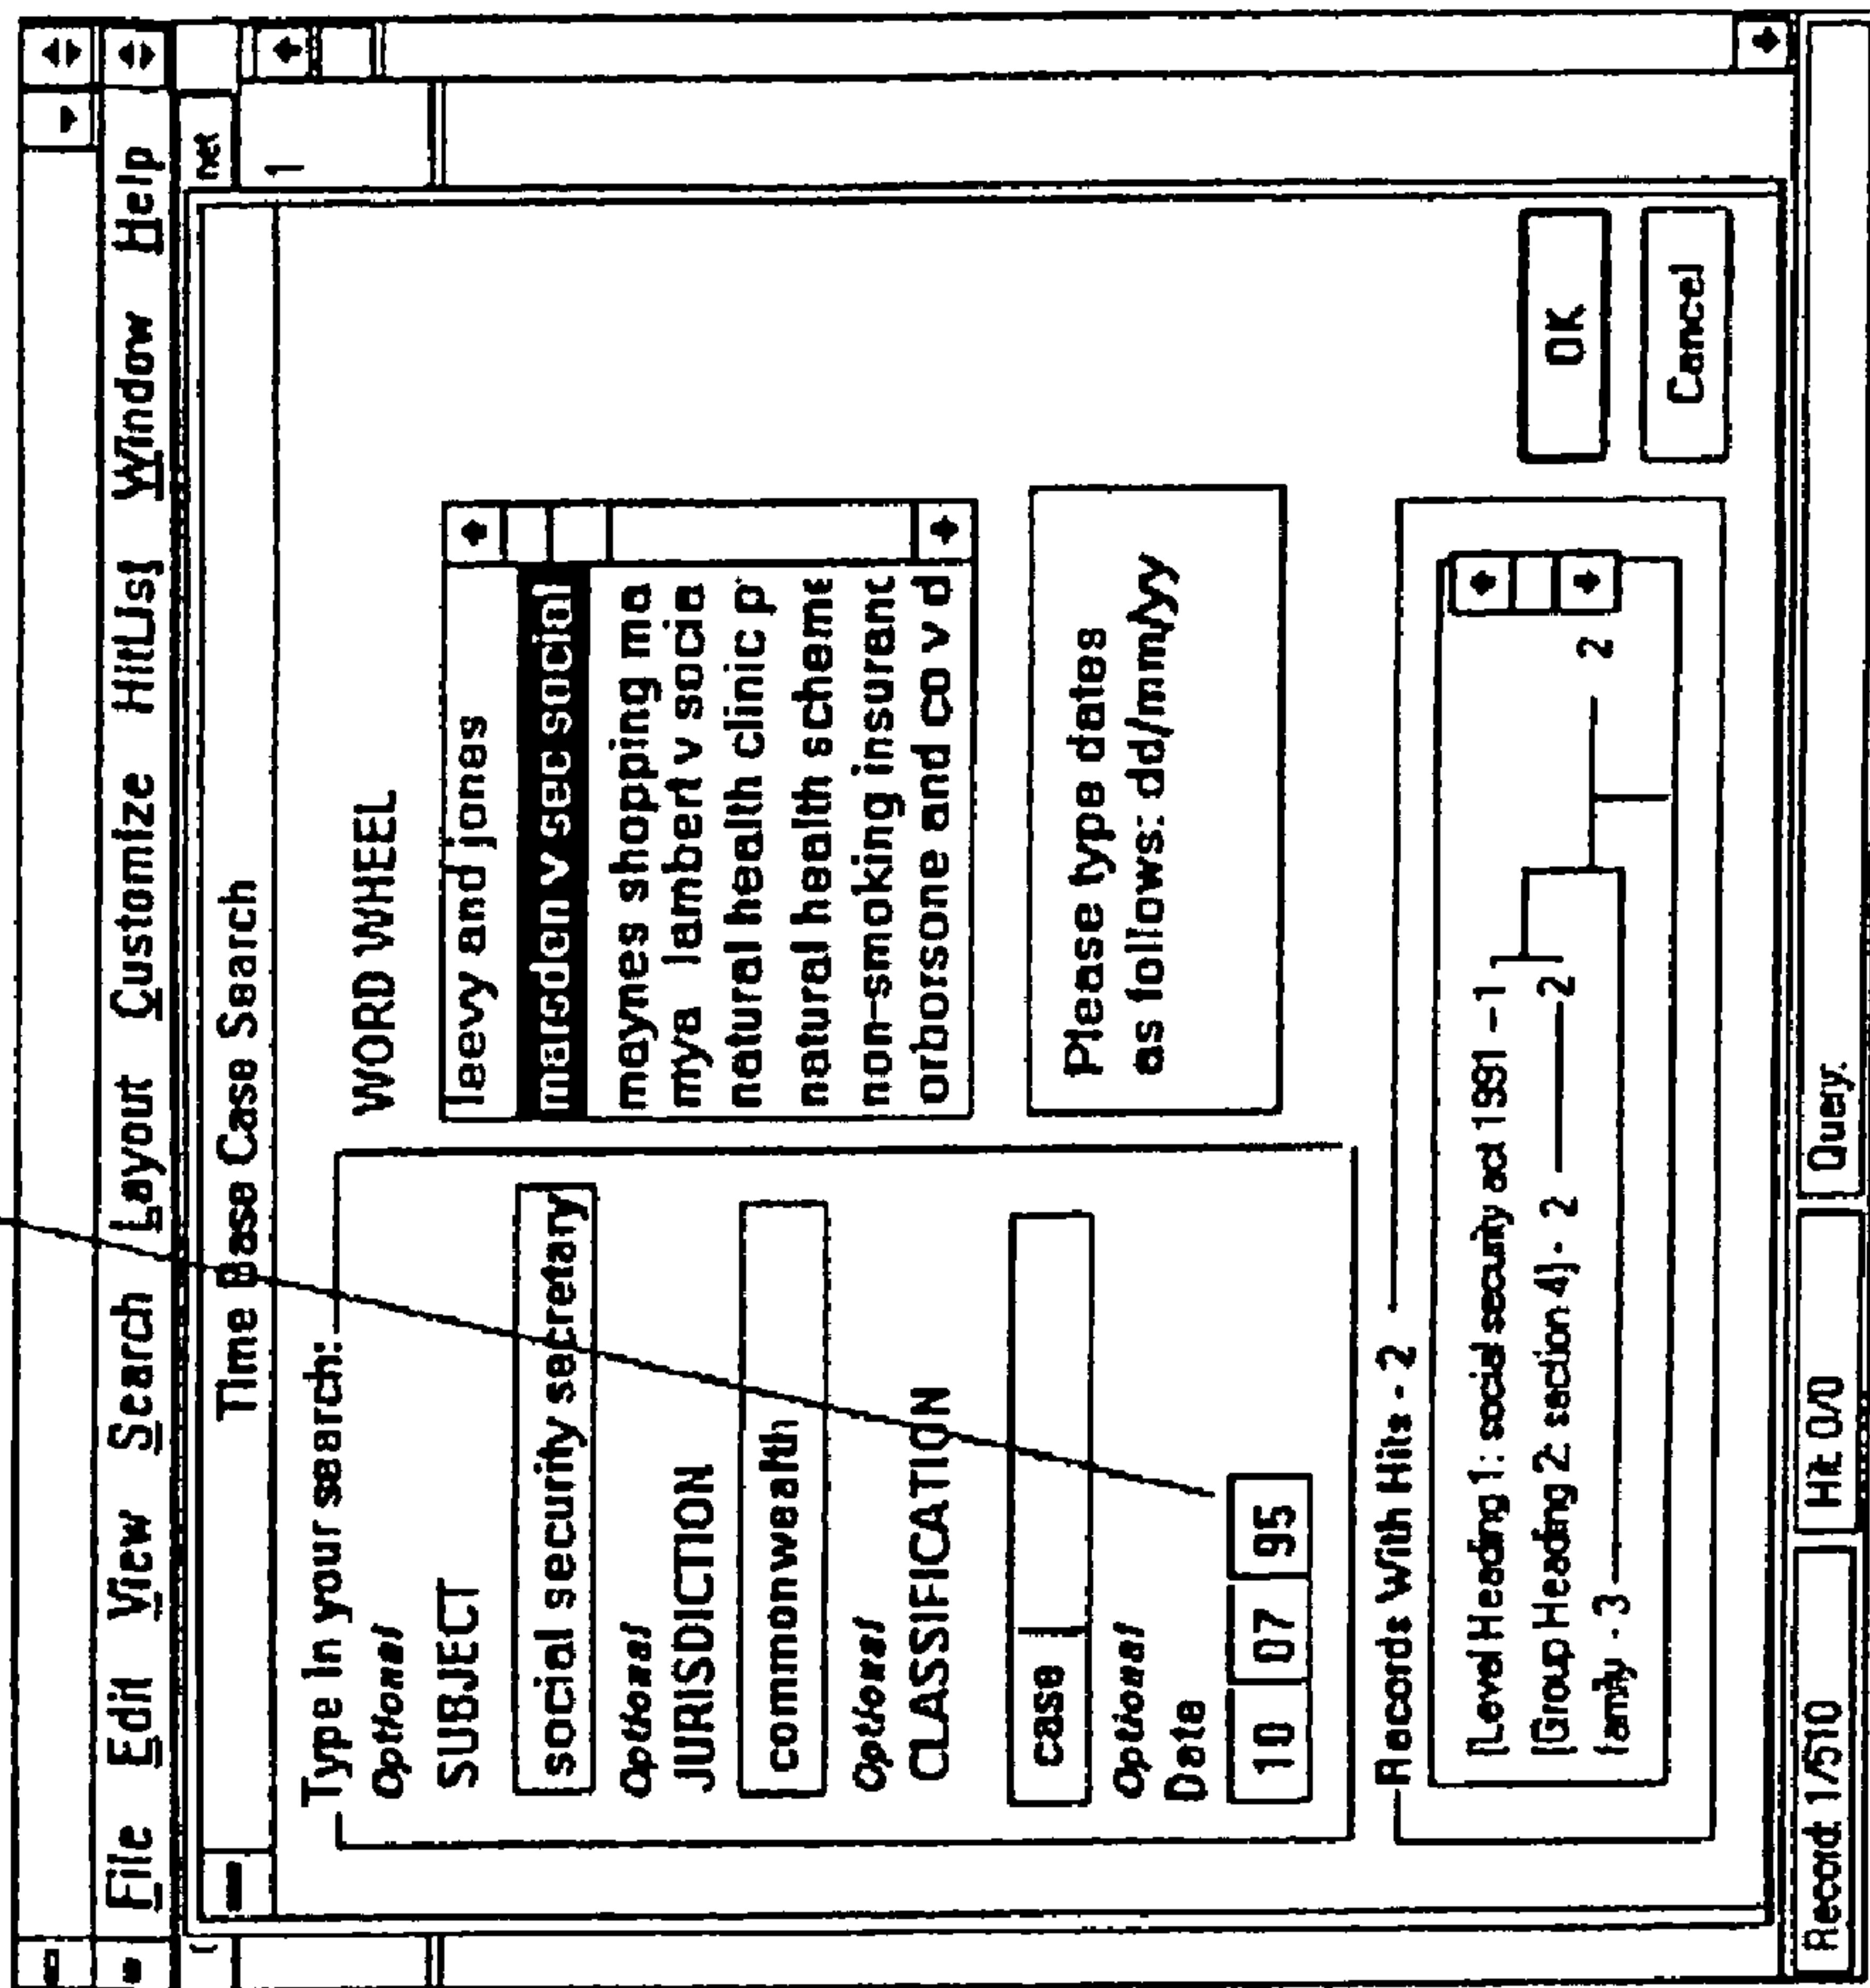 File Edit View Search Layout Customize HitList Window Help
net
1
Time Base Case Search
Type in your search:
Optional
SUBJECT
social security secretary
Optional
JURISDICTION
commonwealth
Optional
CLASSIFICATION
case
Optional
Date
10 07 95
WORD WHEEL
leevy and jones
marsden v sec social
maynes shopping ma
mya lambert v socia
natural health clinic p
natural health scheme
non-smoking insuranc
orborsone and co v d
Please type dates
as follows: dd/mm/yy
Records With Hits - 2
[Level Heading 1: social security act 1991 - 1
[Group Heading 2: section 4] - 2 2
family - 3
2
OK
Cancel
Record: 1/510
Hit: 0/0
Query: